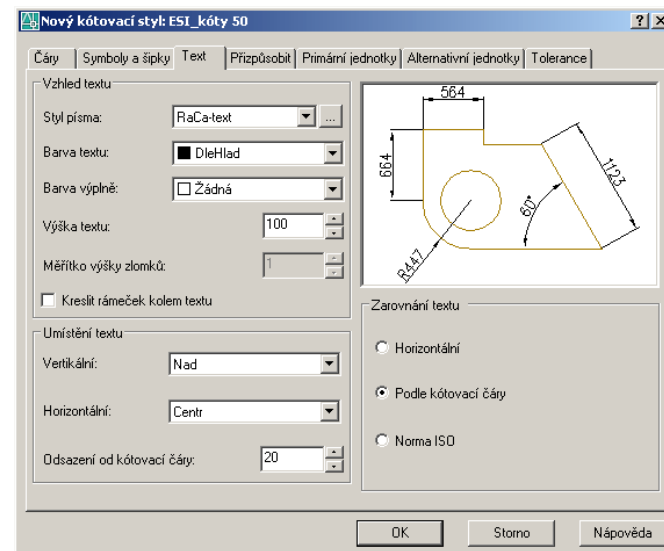 Nový kótovací styl: ESI_kóty 50
Čáry Symboly a šipky Text Přizpůsobit Primární jednotky Alternativní jednotky Tolerance
Vzhled textu
Styl písma: RaCa-text ...
Barva textu: DleHlad
Barva výplně: Žádná
Výška textu: 100
Měřítko výšky zlomků: 1
Kreslit rámeček kolem textu
Umístění textu
Vertikální: Nad
Horizontální: Centr
Odsazení od kótovací čáry: 20
564
664
1123
60°
R447
Zarovnání textu
Horizontální
Podle kótovací čáry
Norma ISO
OK Storno Nápověda